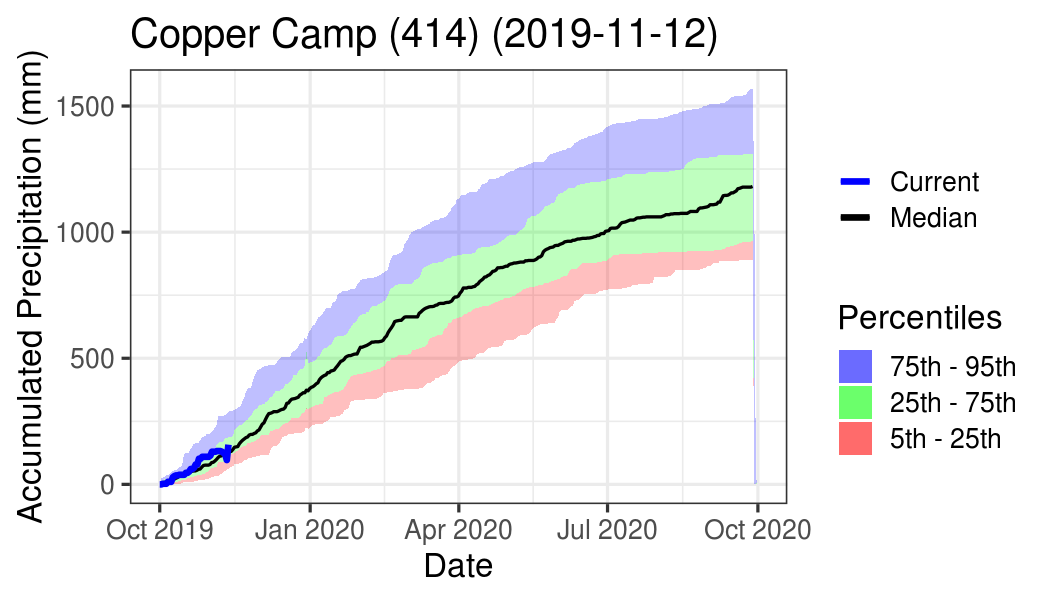 Copper Camp (414) (2019-11-12)
Accumulated Precipitation (mm)
1500
1000
500
0
Oct 2019
Jan 2020
Apr 2020
Jul 2020
Oct 2020
Date
Current
Median
Percentiles
75th - 95th
25th - 75th
5th - 25th